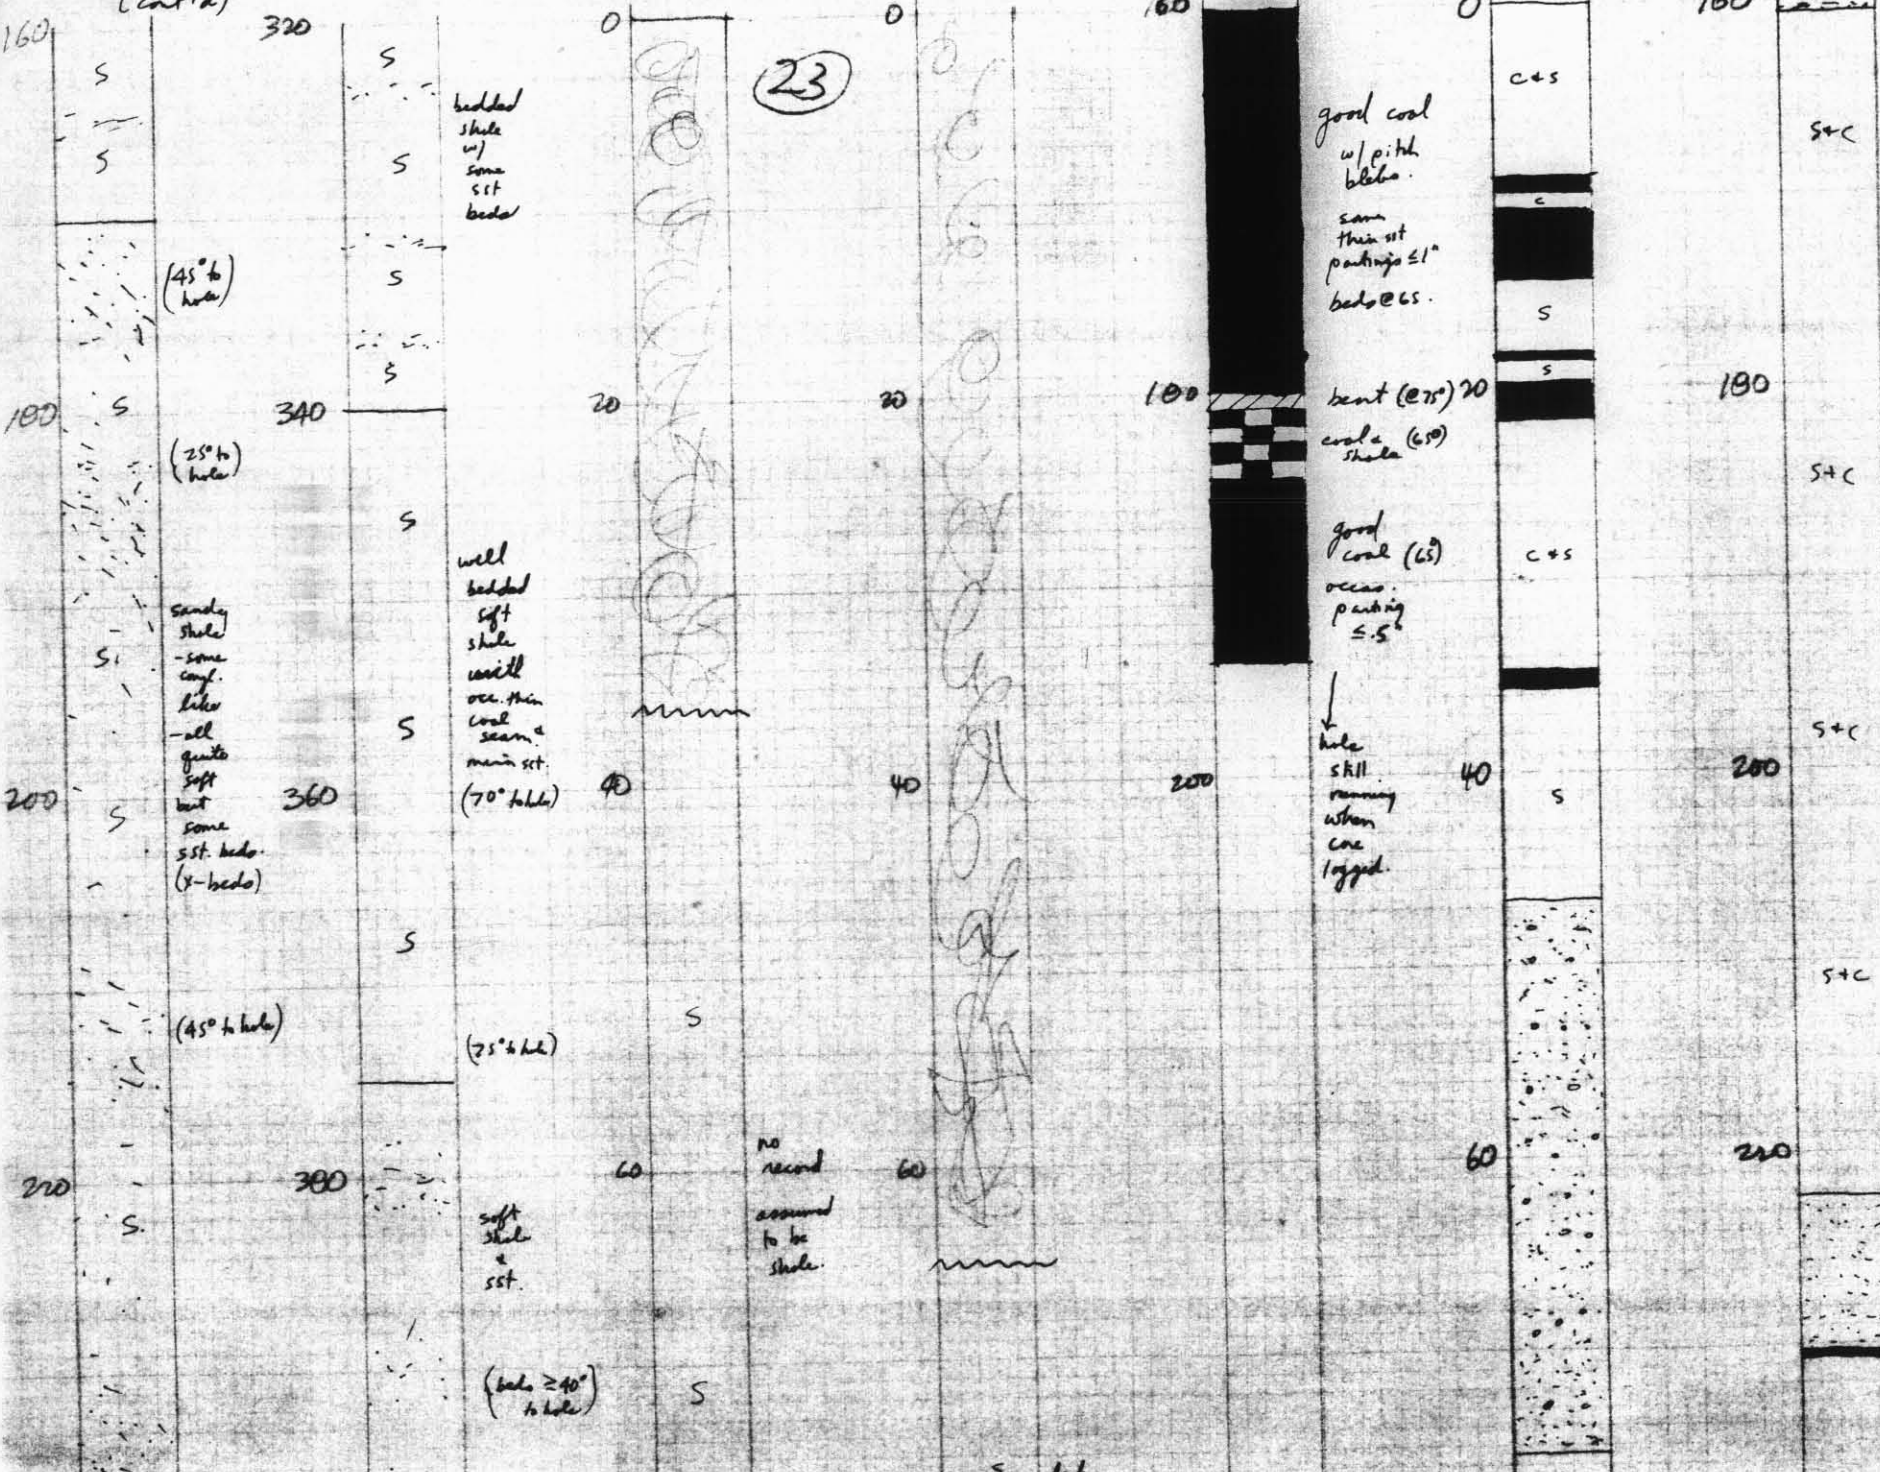 (cont'd)
160
S
S
(45° to
hole)
180
S
(25° to
hole)
sandy
shale
-some
congl.
like
-all
quite
soft
but
some
sst. beds.
(x-beds)
S
200
S
(45° to hole)
220
S
320
S
S
bedded
shale
w/
some
sst
beds
S
S
340
S
well
bedded
soft
shale
with
occ. thin
coal
seam &
sst.
(70° to hole)
S
360
S
(75° to hole)
380
soft
shale
&
sst.
(beds ≥40°
to hole)
0
23
20
40
S
60
no
record
assumed
to be
shale.
S
0
20
40
60
160
good coal
w/ pitch
blebs.
some
thin sst
partings ≤1"
beds @ 65.
180
bent (@75°)
coal &
shale (65°)
good
coal (65°)
occas.
parting
≤.5"
200
hole
still
running
when
core
logged.
0
c+s
c
S
S
20
c+s
40
S
60
160
S+C
180
S+C
S+C
200
S+C
220